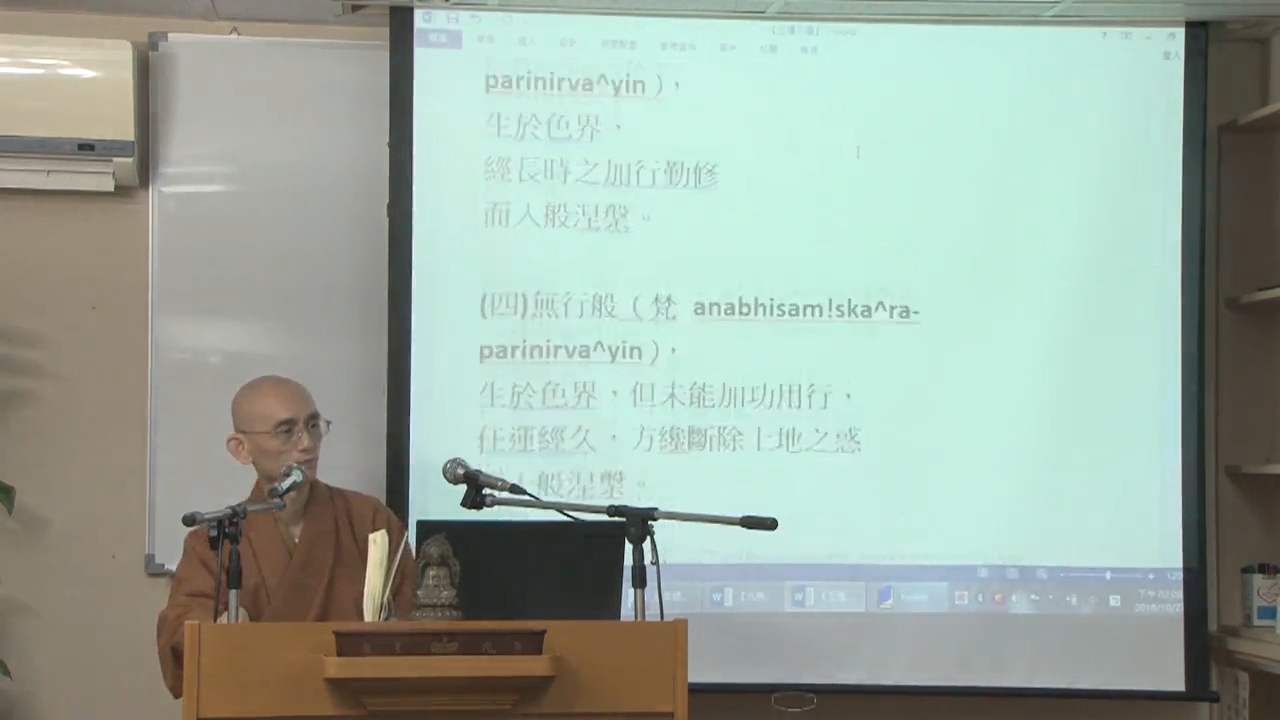 parinirva^yin），
生於色界，
經長時之加行勤修
而入般涅槃。
(四)無行般（梵 anabhisam!ska^ra-
parinirva^yin），
生於色界，但未能加功用行，
任運經久，方纔斷除上地之惑
入般涅槃。